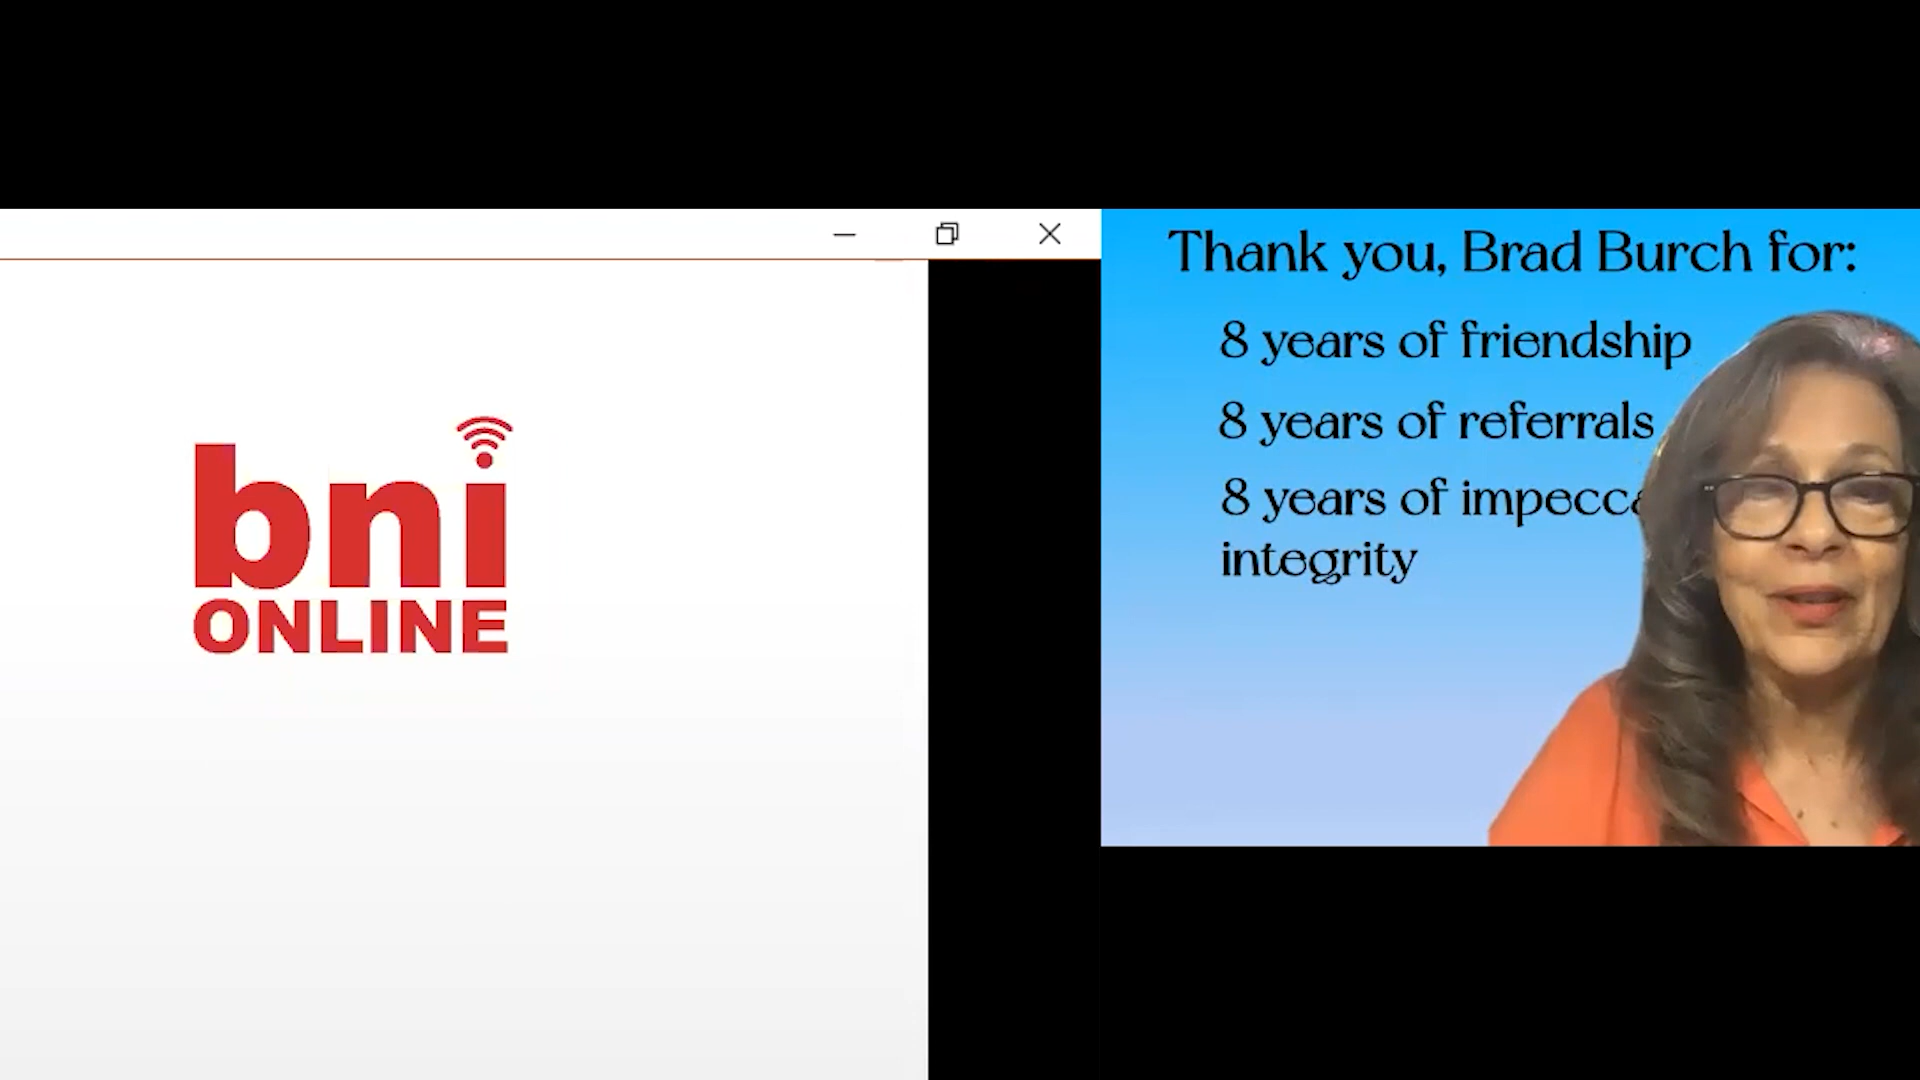 bni
ONLINE
Thank you, Brad Burch for:
8 years of friendship
8 years of referrals
8 years of
integrity